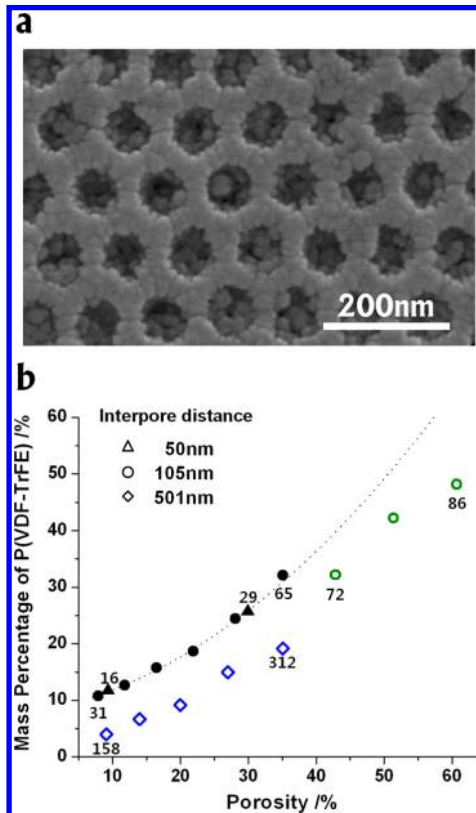 a
200nm
b
Mass Percentage of P(VDF-TrFE) /%
60
50
40
30
20
10
0
Interpore distance
50nm
105nm
501nm
86
29
65
72
16
31
312
158
10 20 30 40 50 60
Porosity /%